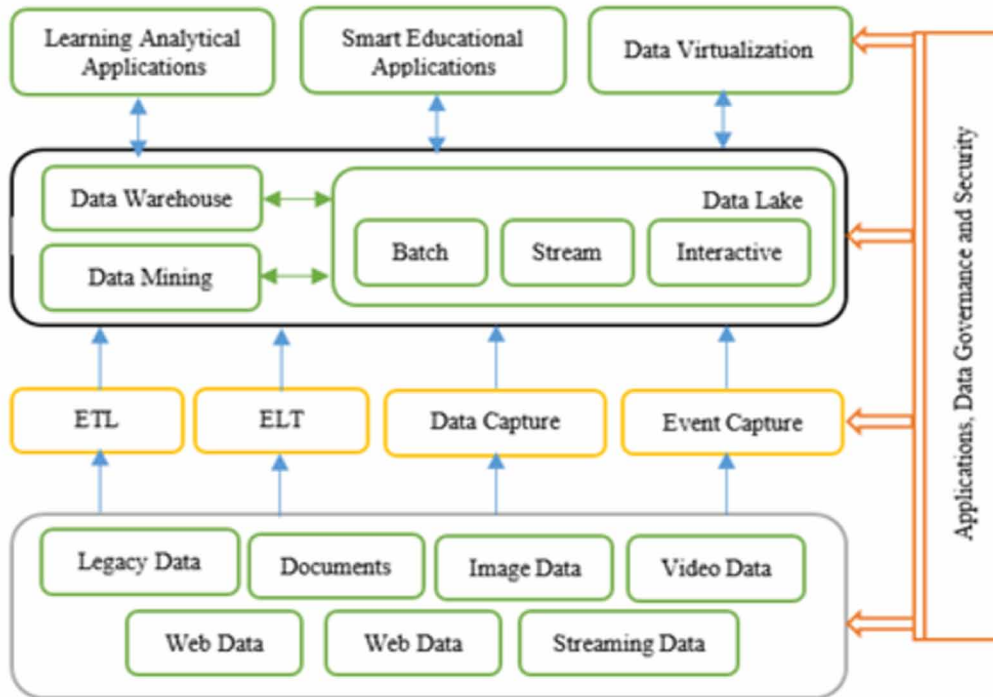 Learning Analytical
Applications
Smart Educational
Applications
Data Virtualization
Data Warehouse
Data Mining
Data Lake
Batch
Stream
Interactive
ETL
ELT
Data Capture
Event Capture
Legacy Data
Documents
Image Data
Video Data
Web Data
Web Data
Streaming Data
Applications, Data Governance and Security